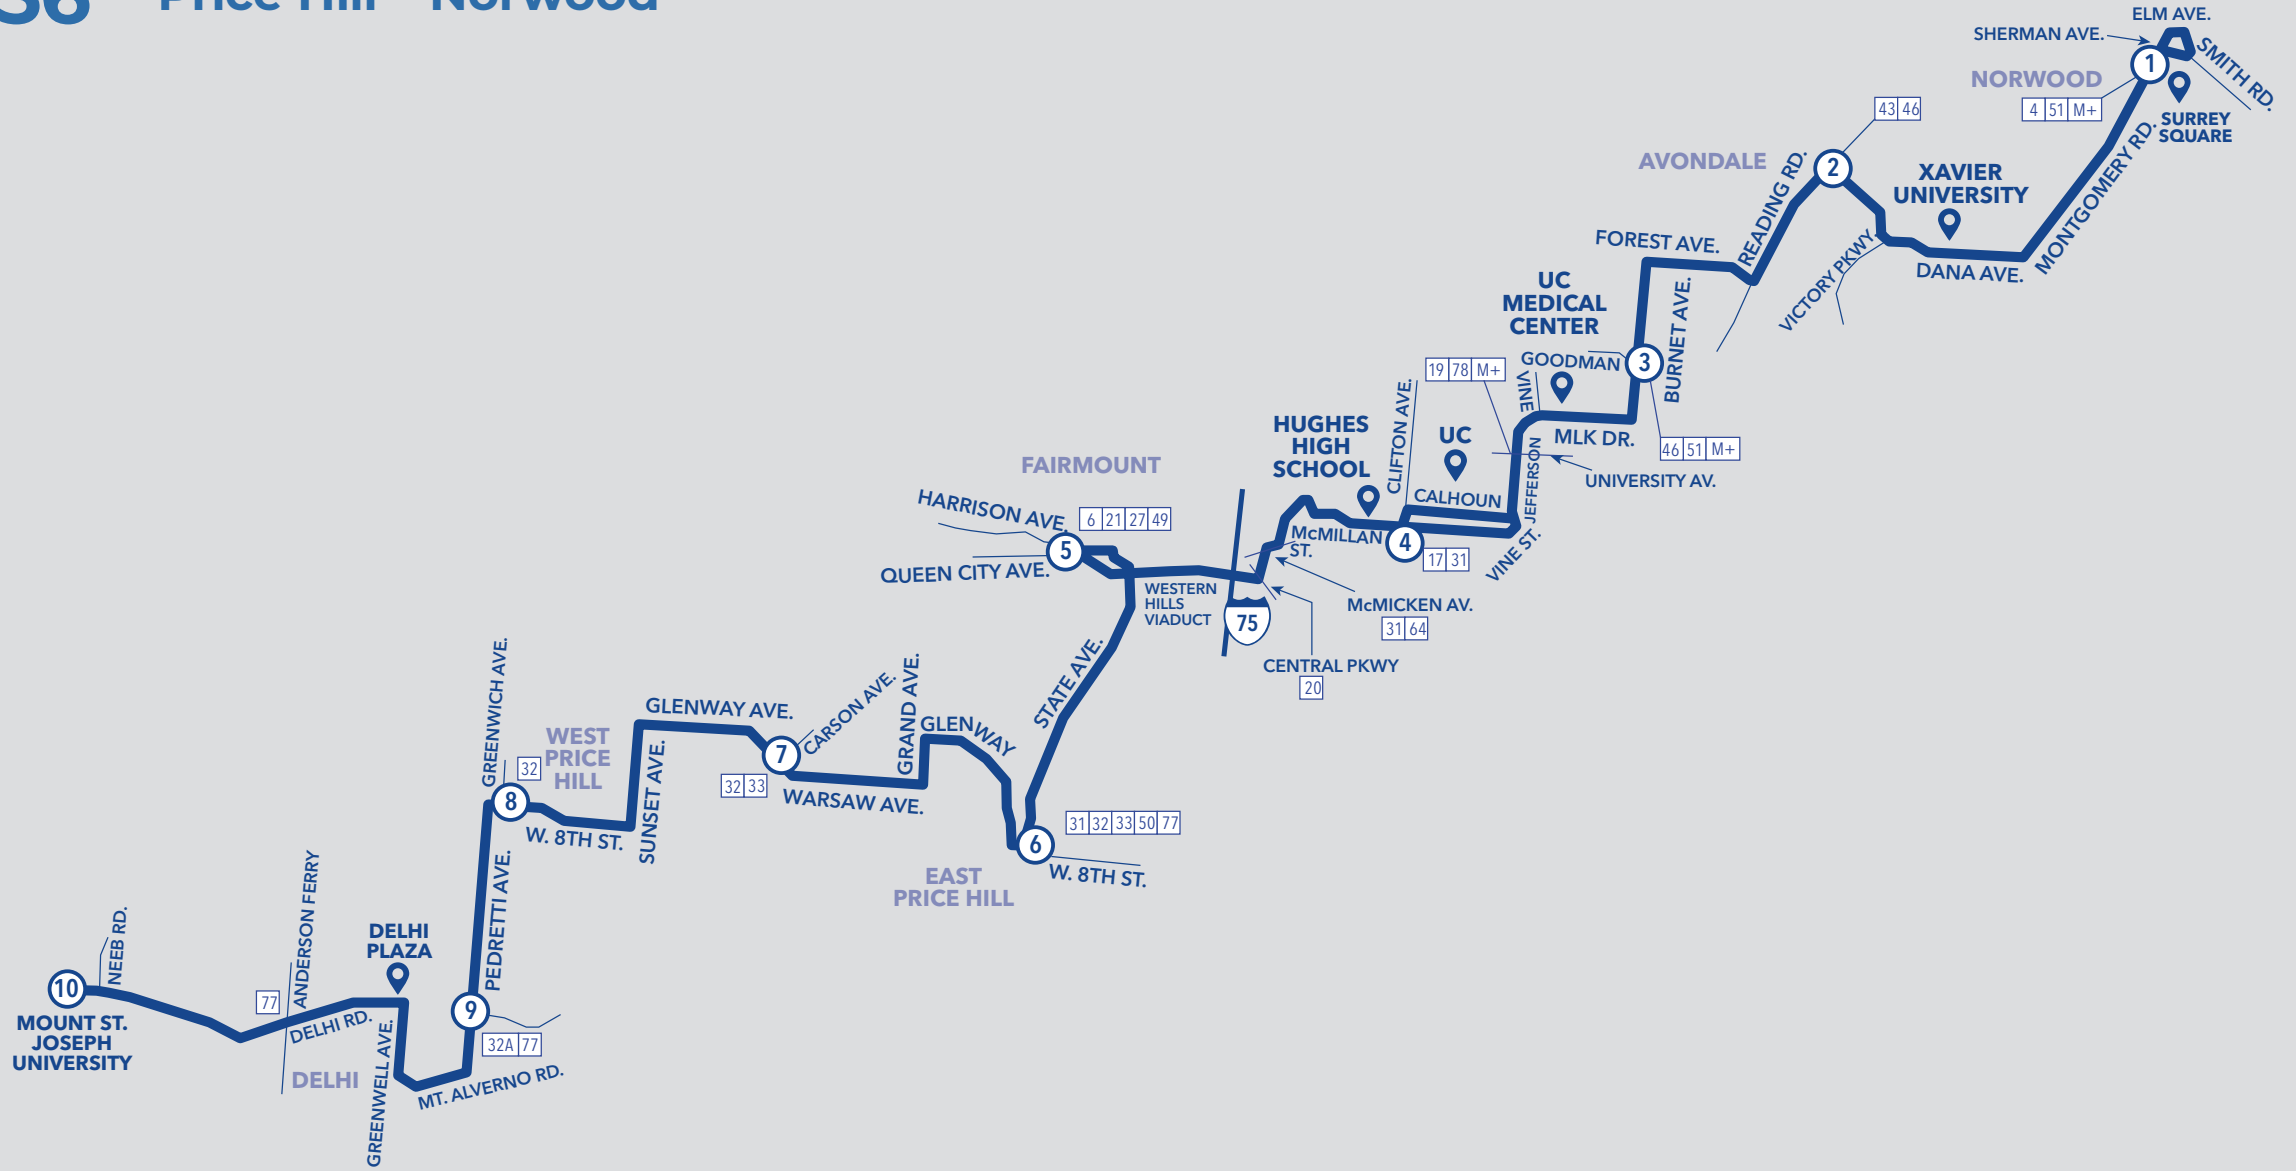 36 Price Hill – Norwood
ELM AVE.
SHERMAN AVE.
SMITH RD.
1
NORWOOD
4 51 M+
SURREY
SQUARE
MONTGOMERY RD.
43 46
AVONDALE
2
READING RD.
XAVIER
UNIVERSITY
VICTORY PKWY.
DANA AVE.
FOREST AVE.
UC
MEDICAL
CENTER
BURNET AVE.
GOODMAN
3
VINE
MLK DR.
46 51 M+
19 78 M+
CLIFTON AVE.
HUGHES
HIGH
SCHOOL
UC
JEFFERSON
UNIVERSITY AV.
CALHOUN
McMILLAN
ST.
4
17 31
VINE ST.
FAIRMOUNT
HARRISON AVE.
6 21 27 49
5
QUEEN CITY AVE.
WESTERN
HILLS
VIADUCT
75
McMICKEN AV.
31 64
CENTRAL PKWY
20
STATE AVE.
GREENWICH AVE.
GLENWAY AVE.
CARSON AVE.
GRAND AVE.
GLENWAY
WEST
PRICE
HILL
32
7
32 33
WARSAW AVE.
8
W. 8TH ST.
SUNSET AVE.
31 32 33 50 77
6
W. 8TH ST.
EAST
PRICE HILL
PEDRETTI AVE.
ANDERSON FERRY
NEEB RD.
DELHI
PLAZA
10
MOUNT ST.
JOSEPH
UNIVERSITY
77
DELHI RD.
GREENWELL AVE.
9
32A 77
MT. ALVERNO RD.
DELHI